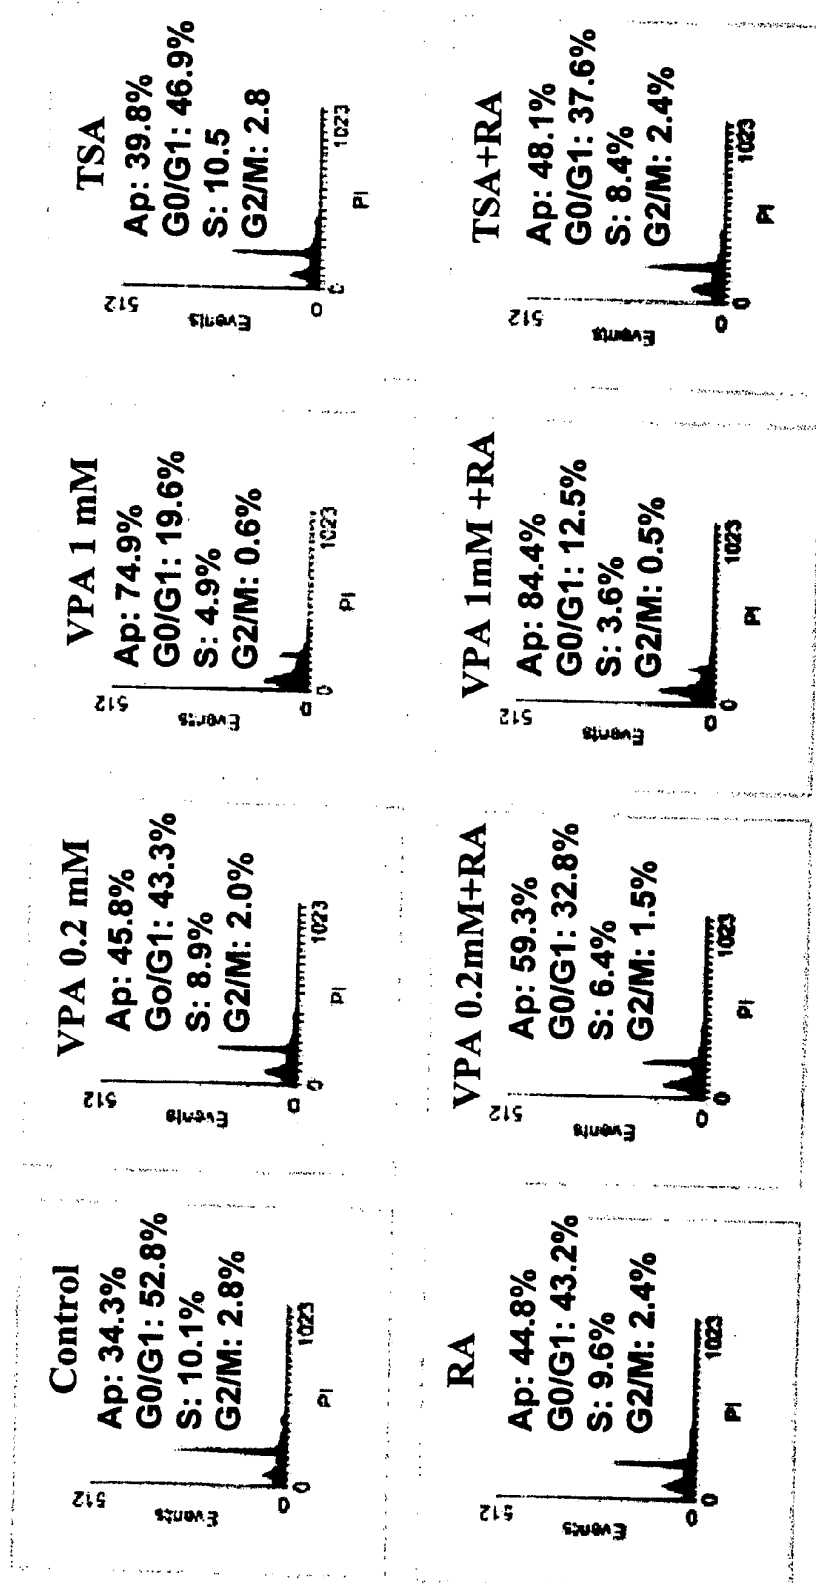 Control
Ap: 34.3%
G0/G1: 52.8%
S: 10.1%
G2/M: 2.8%
512
Events
0
0
1023
PI
VPA 0.2 mM
Ap: 45.8%
Go/G1: 43.3%
S: 8.9%
G2/M: 2.0%
512
Events
0
0
1023
PI
VPA 1 mM
Ap: 74.9%
G0/G1: 19.6%
S: 4.9%
G2/M: 0.6%
512
Events
0
0
1023
PI
TSA
Ap: 39.8%
G0/G1: 46.9%
S: 10.5
G2/M: 2.8
512
Events
0
0
1023
PI
RA
Ap: 44.8%
G0/G1: 43.2%
S: 9.6%
G2/M: 2.4%
512
Events
0
0
1023
PI
VPA 0.2mM+RA
Ap: 59.3%
G0/G1: 32.8%
S: 6.4%
G2/M: 1.5%
512
Events
0
0
1023
PI
VPA 1mM +RA
Ap: 84.4%
G0/G1: 12.5%
S: 3.6%
G2/M: 0.5%
512
Events
0
0
1023
PI
TSA+RA
Ap: 48.1%
G0/G1: 37.6%
S: 8.4%
G2/M: 2.4%
512
Events
0
0
1023
PI